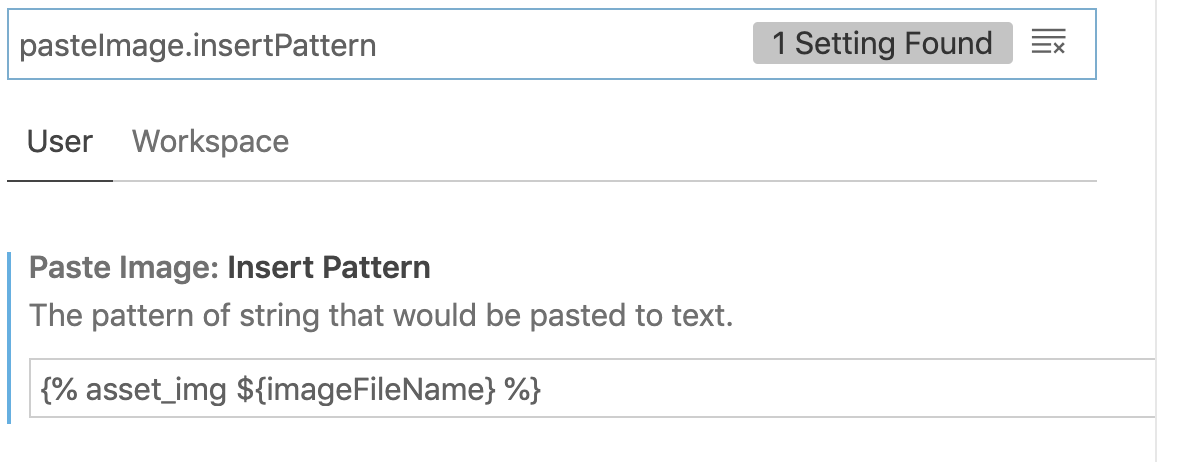 pasteImage.insertPattern
1 Setting Found
User
Workspace
Paste Image: Insert Pattern
The pattern of string that would be pasted to text.
{% asset_img ${imageFileName} %}